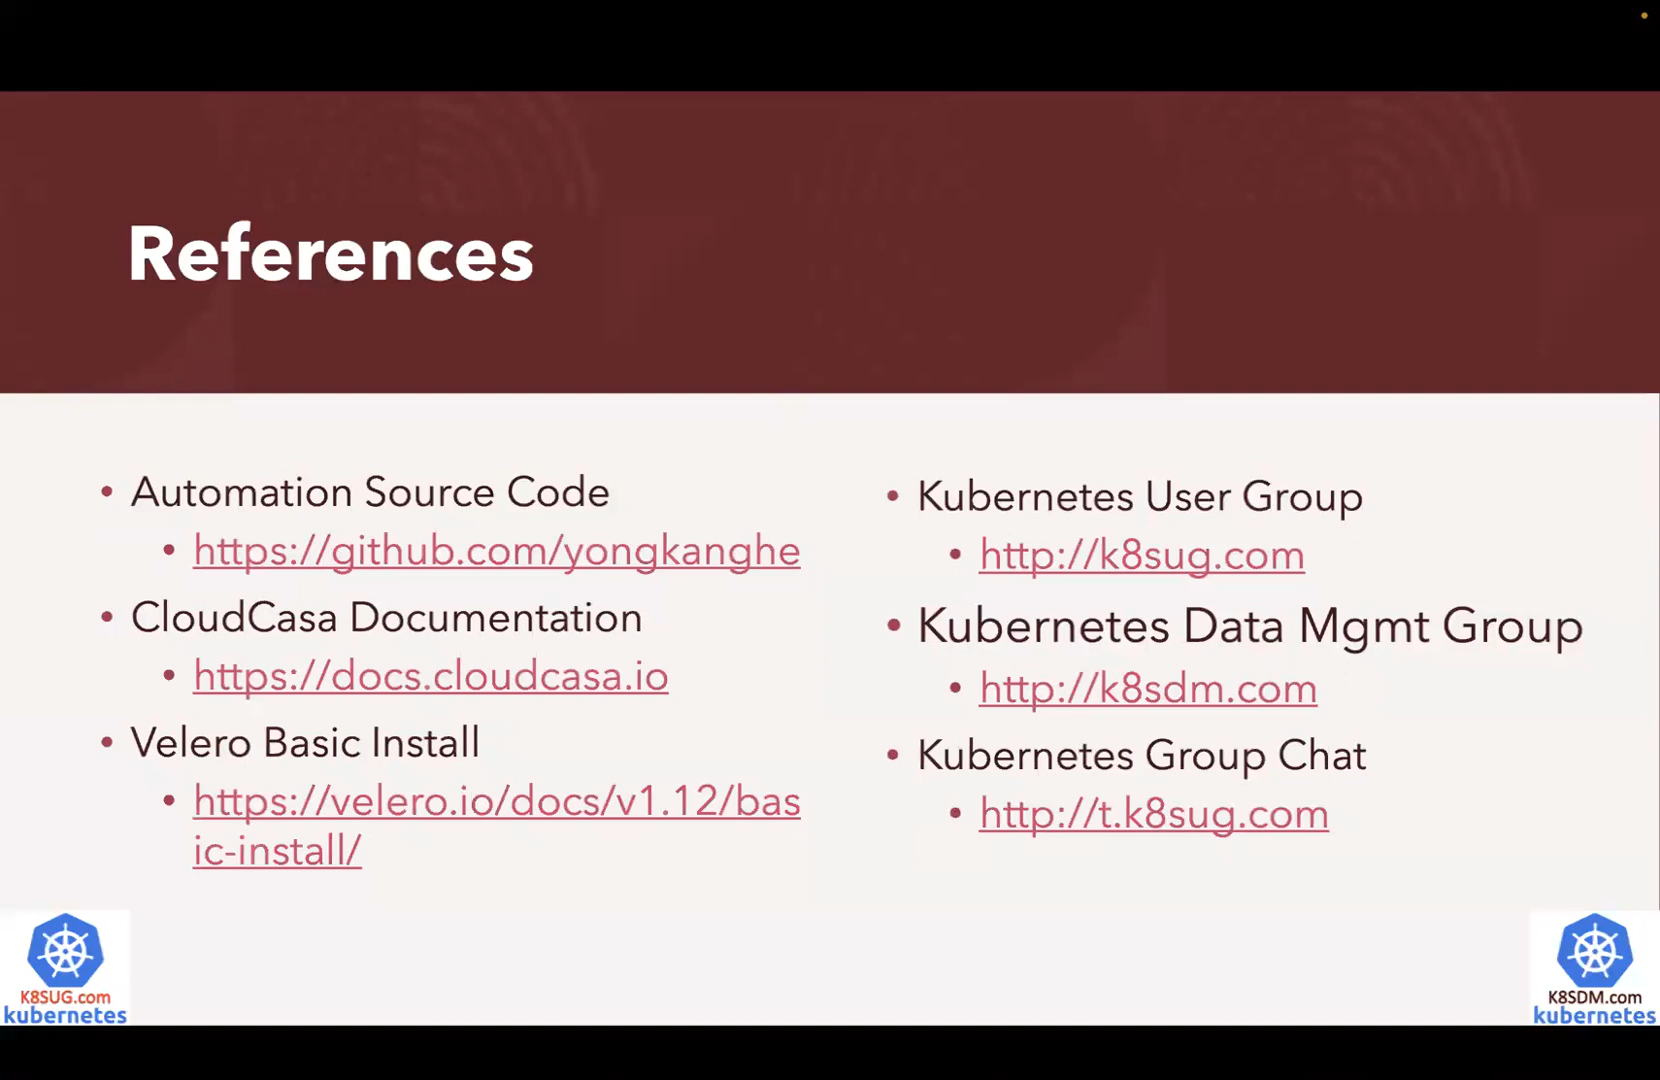 References
• Automation Source Code
• https://github.com/yongkanghe
• CloudCasa Documentation
• https://docs.cloudcasa.io
• Velero Basic Install
• https://velero.io/docs/v1.12/bas
ic-install/
• Kubernetes User Group
• http://k8sug.com
• Kubernetes Data Mgmt Group
• http://k8sdm.com
• Kubernetes Group Chat
• http://t.k8sug.com
K8SUG.com
kubernetes
K8SDM.com
kubernetes